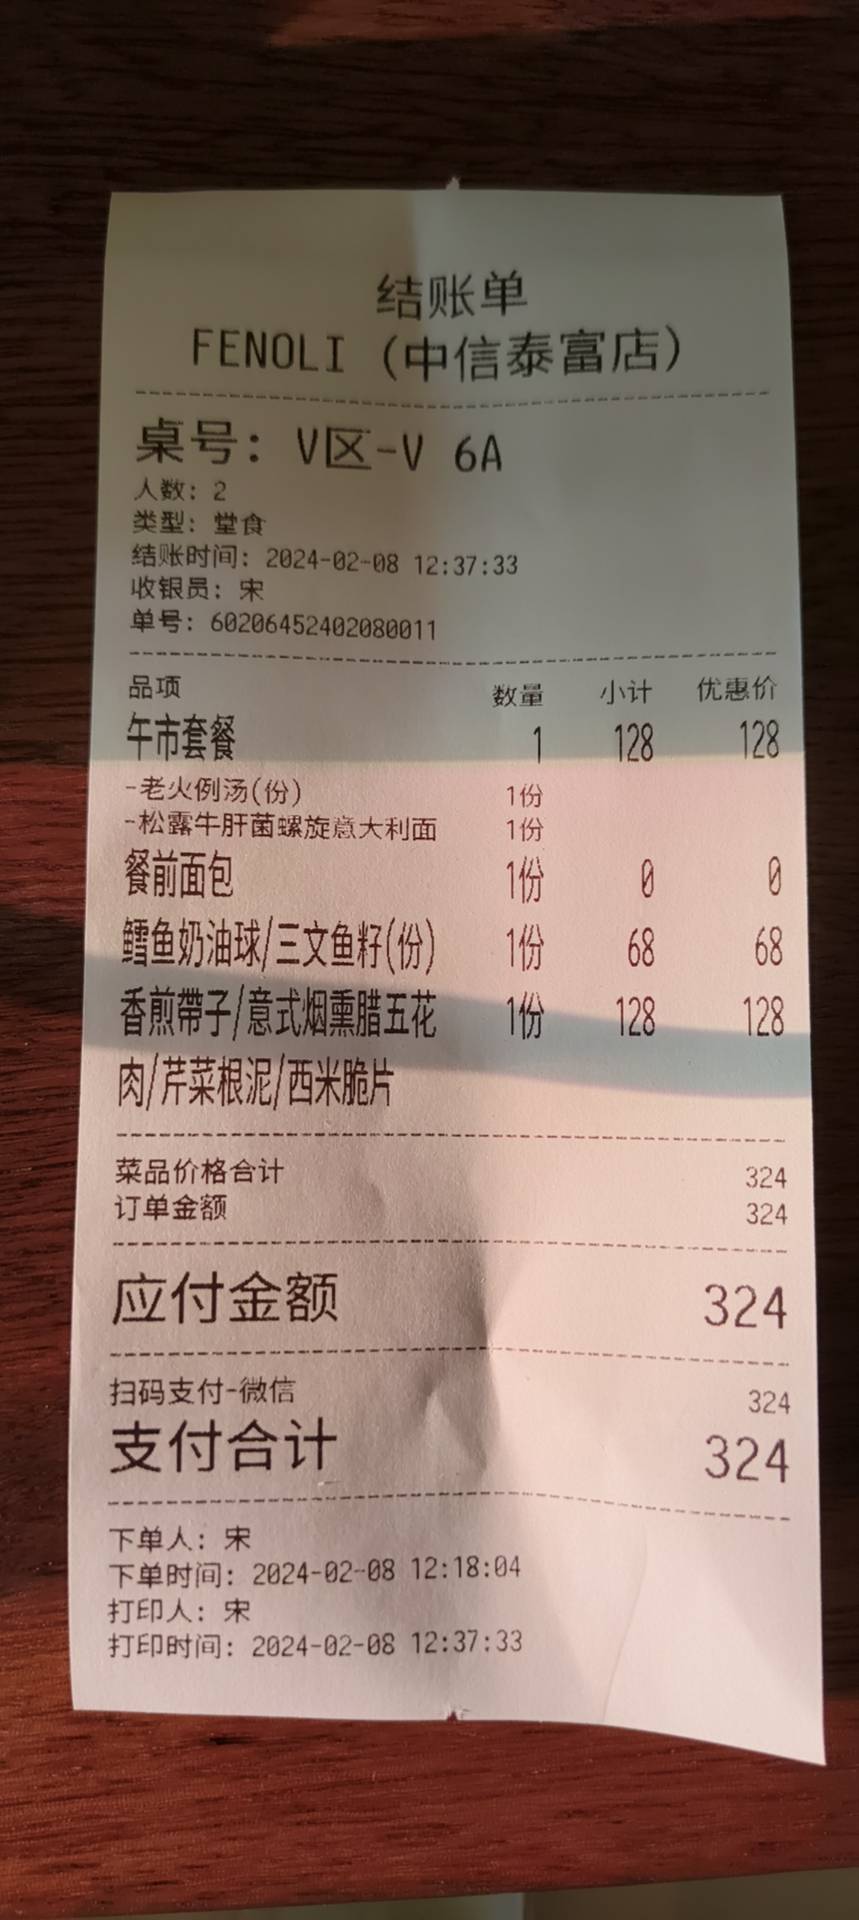 结账单
FENOLI (中信泰富店)
桌号: V区-V 6A
人数: 2
类型: 堂食
结账时间: 2024-02-08 12:37:33
收银员: 宋
单号: 602064524020800​11
品项 数量 小计 优惠价
午市套餐 1 128 128
-老火例汤(份) 1份
-松露牛肝菌螺旋意大利面 1份
餐前面包 1份 0 0
鳕鱼奶油球/三文鱼籽(份) 1份 68 68
香煎帶子/意式烟熏腊五花 1份 128 128
肉/芹菜根泥/西米脆片
菜品价格合计 324
订单金额 324
应付金额 324
扫码支付-微信 324
支付合计 324
下单人: 宋
下单时间: 2024-02-08 12:18:04
打印人: 宋
打印时间: 2024-02-08 12:37:33